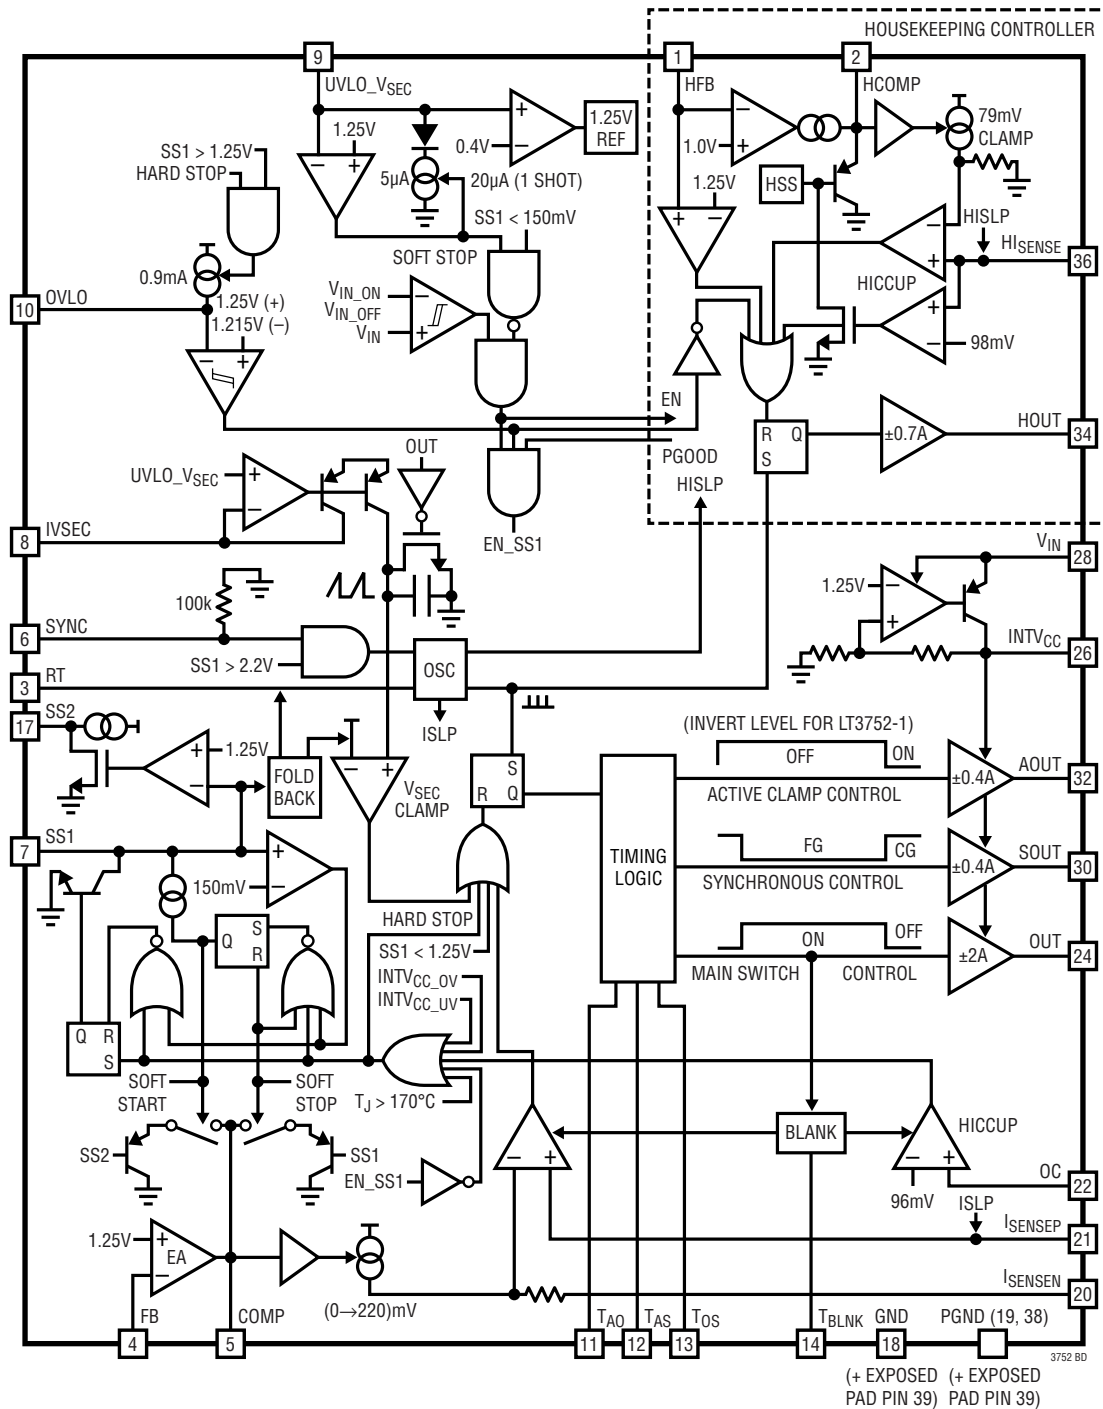 HOUSEKEEPING CONTROLLER
9
1
2
UVLO_VSEC
HFB
HCOMP
1.25V
0.4V
1.25V
REF
1.0V
79mV
CLAMP
SS1 > 1.25V
HARD STOP
5µA
20µA (1 SHOT)
HSS
1.25V
SS1 < 150mV
HISLP
HISENSE
36
SOFT STOP
HICCUP
0.9mA
10
OVLO
1.25V (+)
1.215V (–)
VIN_ON
VIN_OFF
VIN
98mV
EN
HOUT
34
±0.7A
R
Q
S
OUT
PGOOD
HISLP
UVLO_VSEC
8
IVSEC
EN_SS1
VIN
28
1.25V
100k
6
SYNC
INTVCC
26
SS1 > 2.2V
OSC
3
RT
17
SS2
ISLP
(INVERT LEVEL FOR LT3752-1)
1.25V
OFF
ON
FOLD
BACK
VSEC
CLAMP
S
R
Q
±0.4A
AOUT
32
ACTIVE CLAMP CONTROL
7
SS1
TIMING
LOGIC
FG
CG
150mV
±0.4A
SOUT
30
SYNCHRONOUS CONTROL
HARD STOP
Q
S
R
SS1 < 1.25V
ON
OFF
±2A
OUT
24
MAIN SWITCH
CONTROL
INTVCC_OV
INTVCC_UV
Q
R
S
SOFT
START
SOFT
STOP
TJ > 170°C
BLANK
HICCUP
SS2
SS1
EN_SS1
96mV
OC
22
ISLP
ISENSEP
21
1.25V
EA
ISENSEN
20
(0→220)mV
FB
COMP
TAO
TAS
TOS
TBLNK
GND
PGND (19, 38)
4
5
11
12
13
14
18
3752 BD
(+ EXPOSED
PAD PIN 39)
(+ EXPOSED
PAD PIN 39)